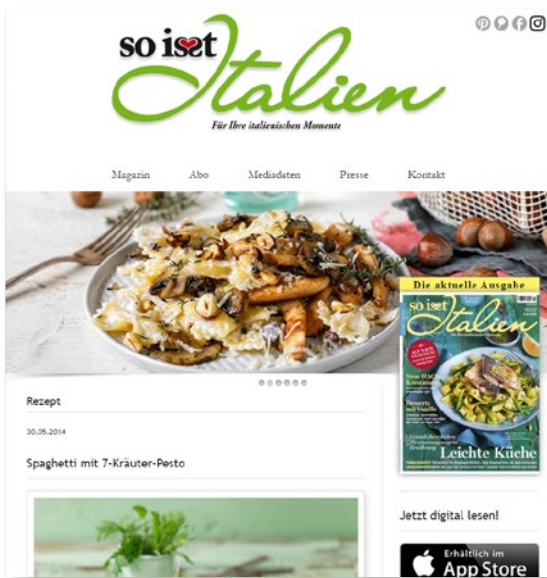 so isst
Italien
Für Ihre italienischen Momente
Magazin Abo Mediadaten Presse Kontakt
Die aktuelle Ausgabe
so isst
Italien
Leichte Küche
Rezept
30.05.2014
Spaghetti mit 7-Kräuter-Pesto
Jetzt digital lesen!
Erhältlich im
App Store